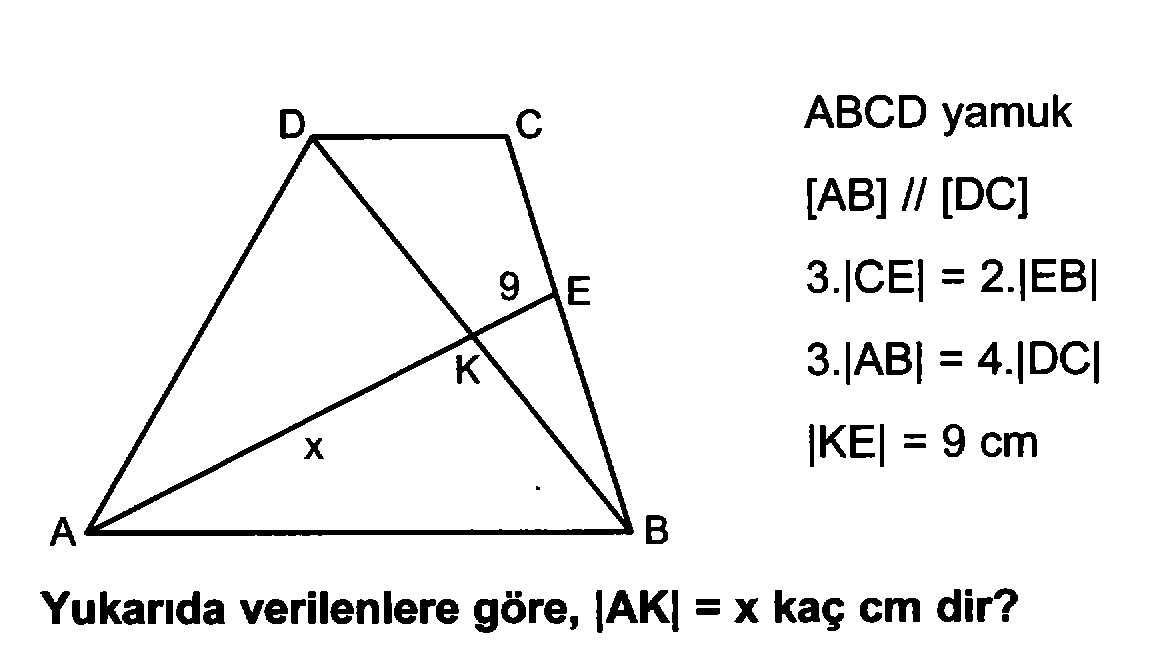 D
C
9
E
K
x
A
B
ABCD yamuk
[AB] // [DC]
3.|CE| = 2.|EB|
3.|AB| = 4.|DC|
|KE| = 9 cm
Yukarıda verilenlere göre, |AK| = x kaç cm dir?